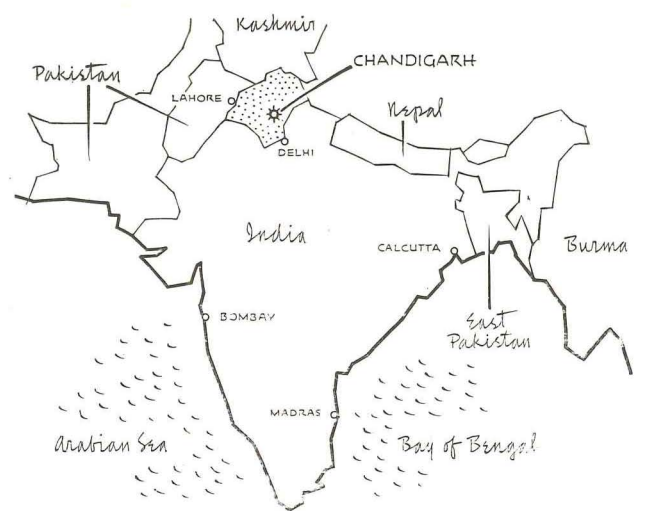 Kashmir
CHANDIGARH
Pakistan
LAHORE
Nepal
DELHI
India
CALCUTTA
Burma
BOMBAY
East
Pakistan
MADRAS
Arabian Sea
Bay of Bengal